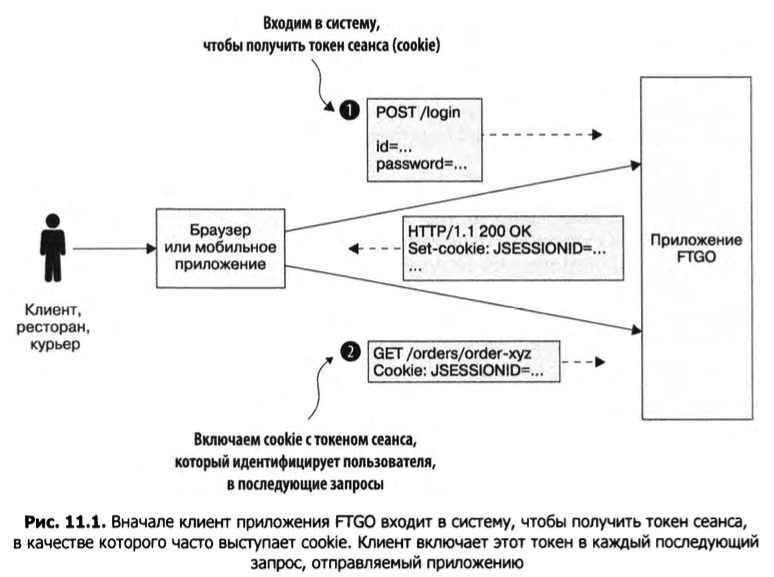 Входим в систему,
чтобы получить токен сеанса (cookie)
1
POST /login
id=...
password=...
Браузер
или мобильное
приложение
HTTP/1.1 200 OK
Set-cookie: JSESSIONID=...
...
Приложение
FTGO
Клиент,
ресторан,
курьер
2
GET /orders/order-xyz
Cookie: JSESSIONID=...
Включаем cookie с токеном сеанса,
который идентифицирует пользователя,
в последующие запросы
Рис. 11.1. Вначале клиент приложения FTGO входит в систему, чтобы получить токен сеанса,
в качестве которого часто выступает cookie. Клиент включает этот токен в каждый последующий
запрос, отправляемый приложению